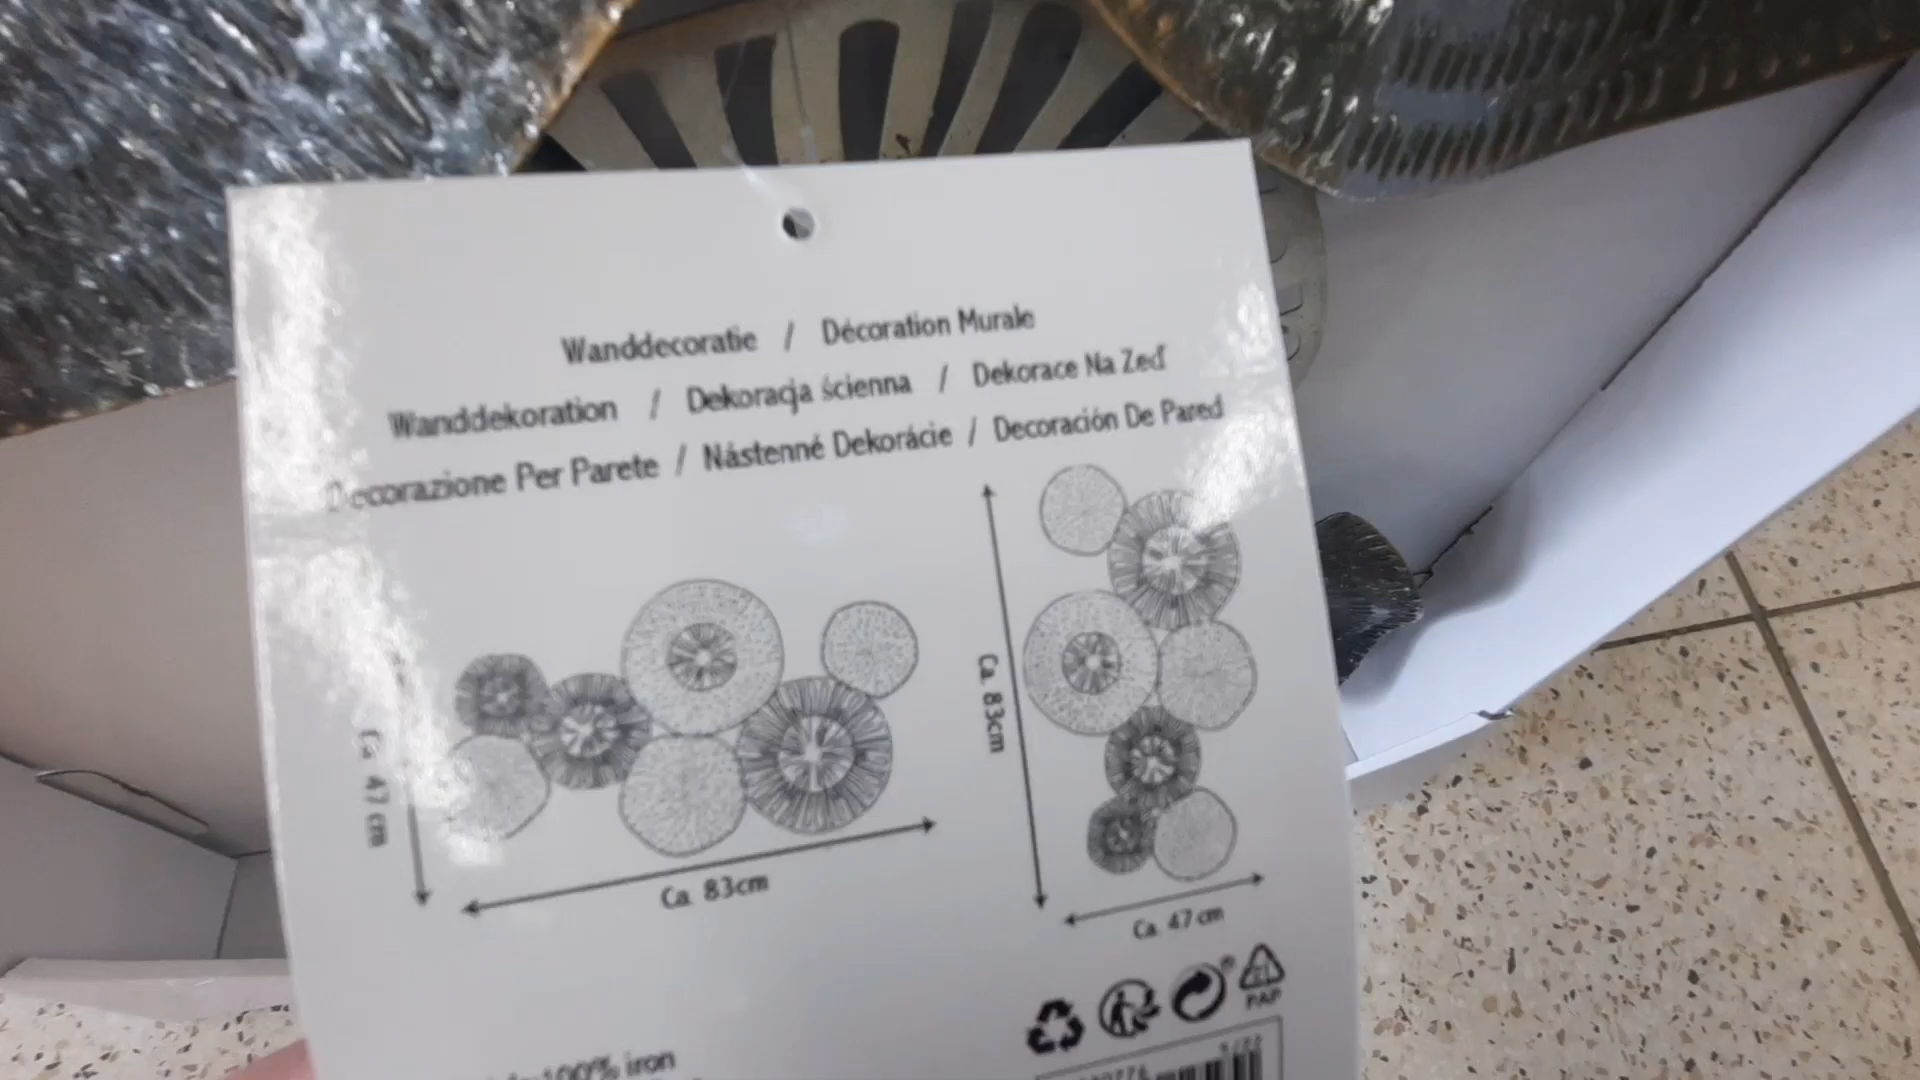 Wanddecoratie / Décoration Murale
Wanddekoration / Dekoracja ścienna / Dekorace Na Zeď
Decorazione Per Parete / Nástenné Dekorácie / Decoración De Pared
Ca. 47 cm
Ca. 83cm
Ca. 83cm
Ca. 47 cm
PAP
100% iron